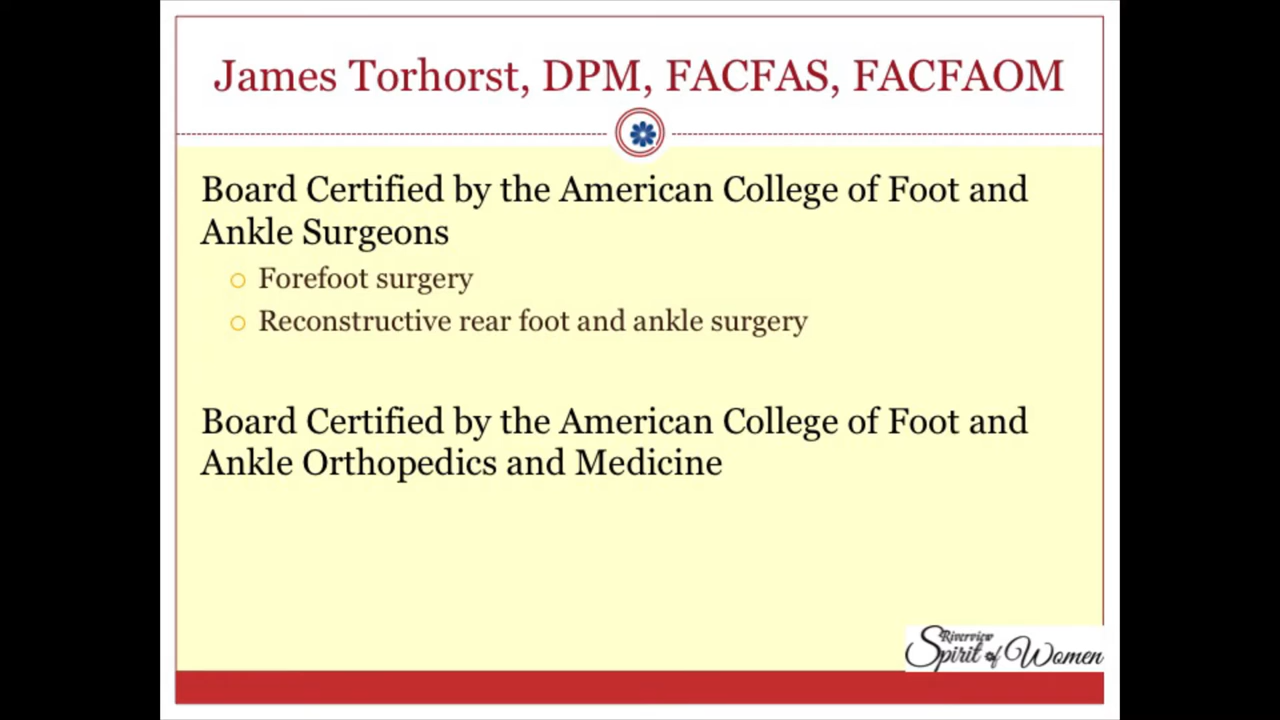 James Torhorst, DPM, FACFAS, FACFAOM
Board Certified by the American College of Foot and
Ankle Surgeons
Forefoot surgery
Reconstructive rear foot and ankle surgery
Board Certified by the American College of Foot and
Ankle Orthopedics and Medicine
Riverview
Spirit of Women